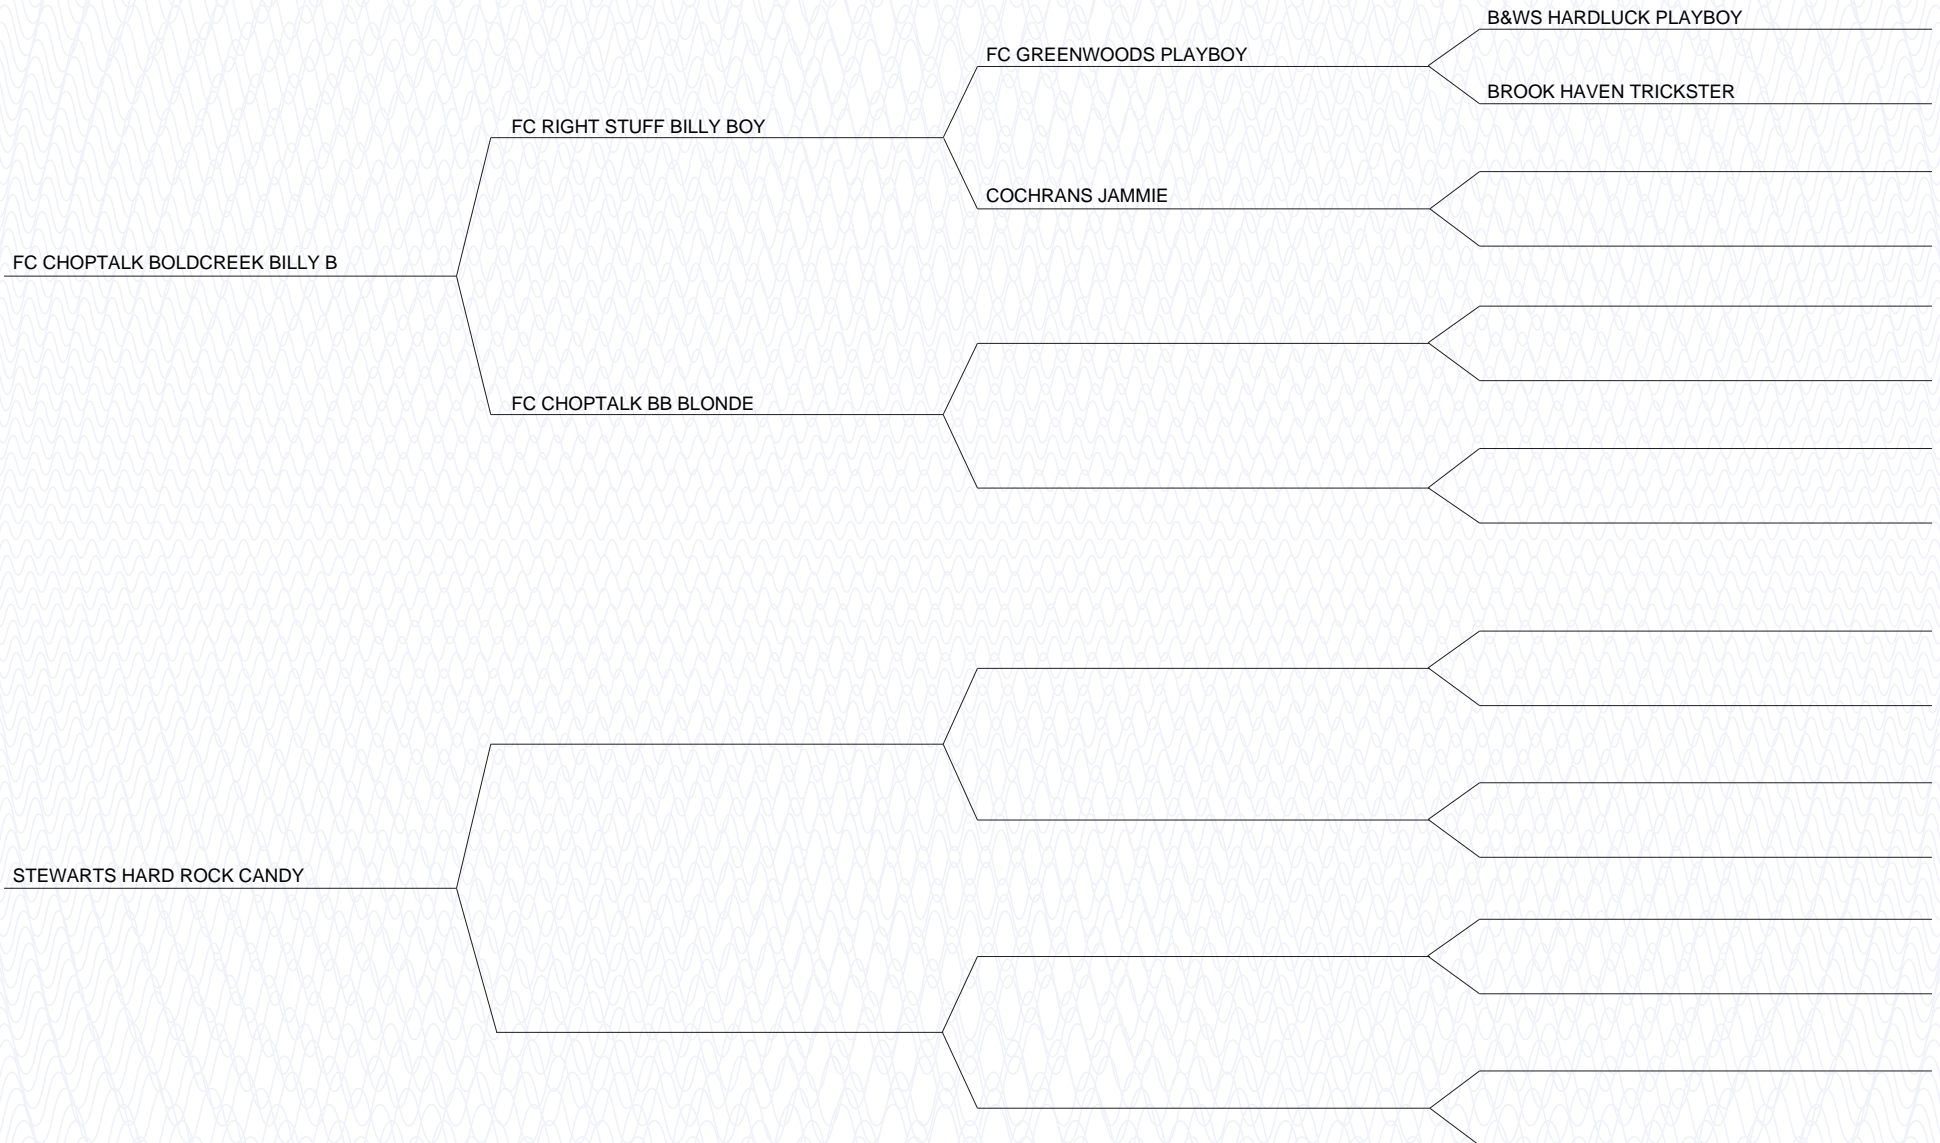 B&WS HARDLUCK PLAYBOY
FC GREENWOODS PLAYBOY
BROOK HAVEN TRICKSTER
FC RIGHT STUFF BILLY BOY
COCHRANS JAMMIE
FC CHOPTALK BOLDCREEK BILLY B
FC CHOPTALK BB BLONDE
STEWARTS HARD ROCK CANDY